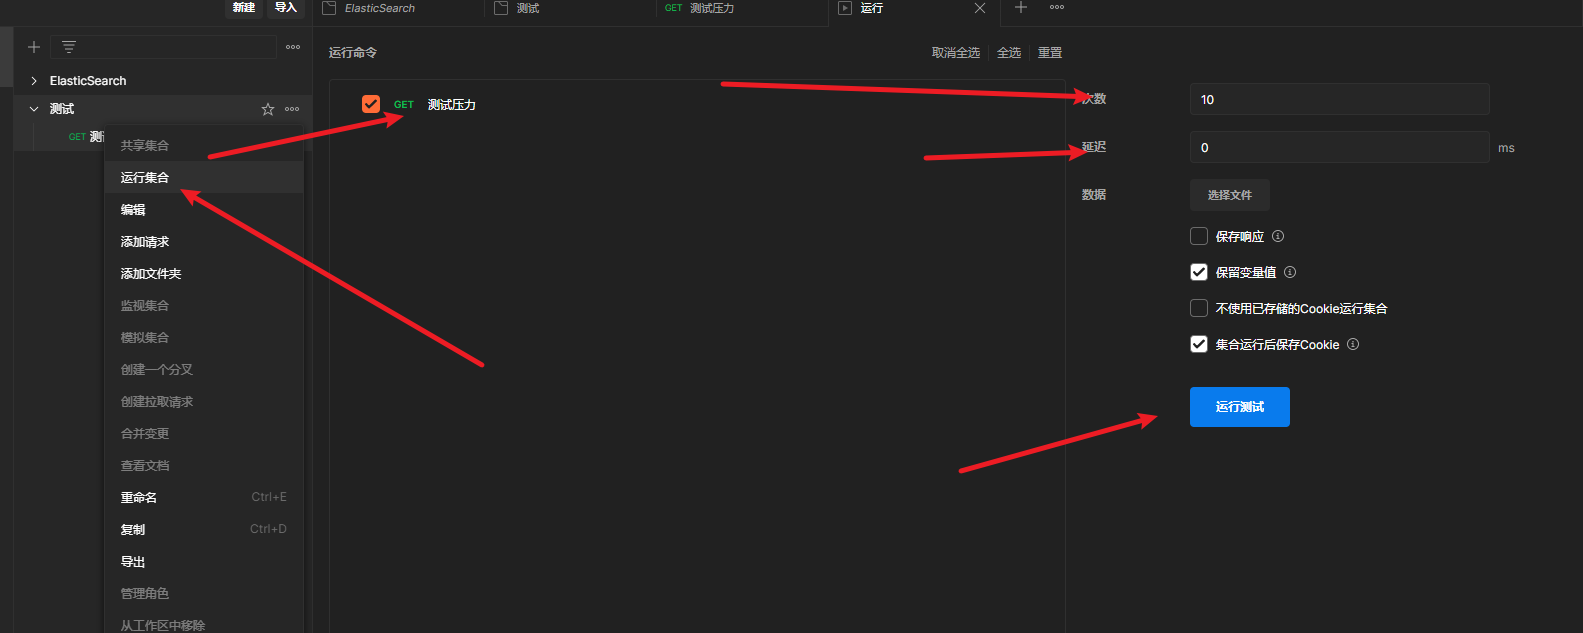 新建 导入
ElasticSearch
测试
GET 测试压力
运行
ElasticSearch
测试
GET 测
共享集合
运行集合
编辑
添加请求
添加文件夹
监视集合
模拟集合
创建一个分叉
创建拉取请求
合并变更
查看文档
重命名 Ctrl+E
复制 Ctrl+D
导出
管理角色
从工作区中移除
运行命令
取消全选 全选 重置
GET 测试压力
次数 10
延迟 0 ms
数据 选择文件
保存响应
保留变量值
不使用已存储的Cookie运行集合
集合运行后保存Cookie
运行测试